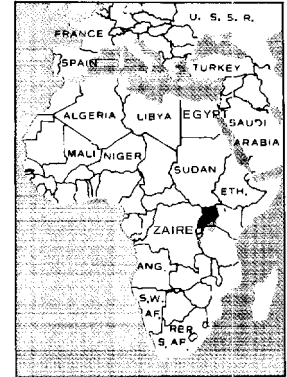 U. S. S. R.
FRANCE
SPAIN
TURKEY
ALGERIA
LIBYA
EGYPT
SAUDI
ARABIA
MALI
NIGER
SUDAN
ETH.
ZAIRE
ANG.
S.W.
AF.
REP.
S. AF.